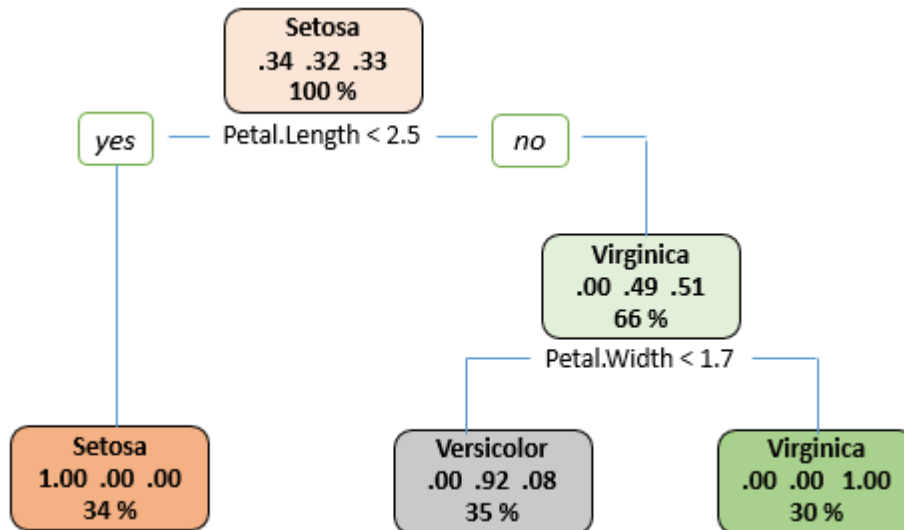 Setosa
.34 .32 .33
100 %
yes
Petal.Length < 2.5
no
Virginica
.00 .49 .51
66 %
Petal.Width < 1.7
Setosa
1.00 .00 .00
34 %
Versicolor
.00 .92 .08
35 %
Virginica
.00 .00 1.00
30 %